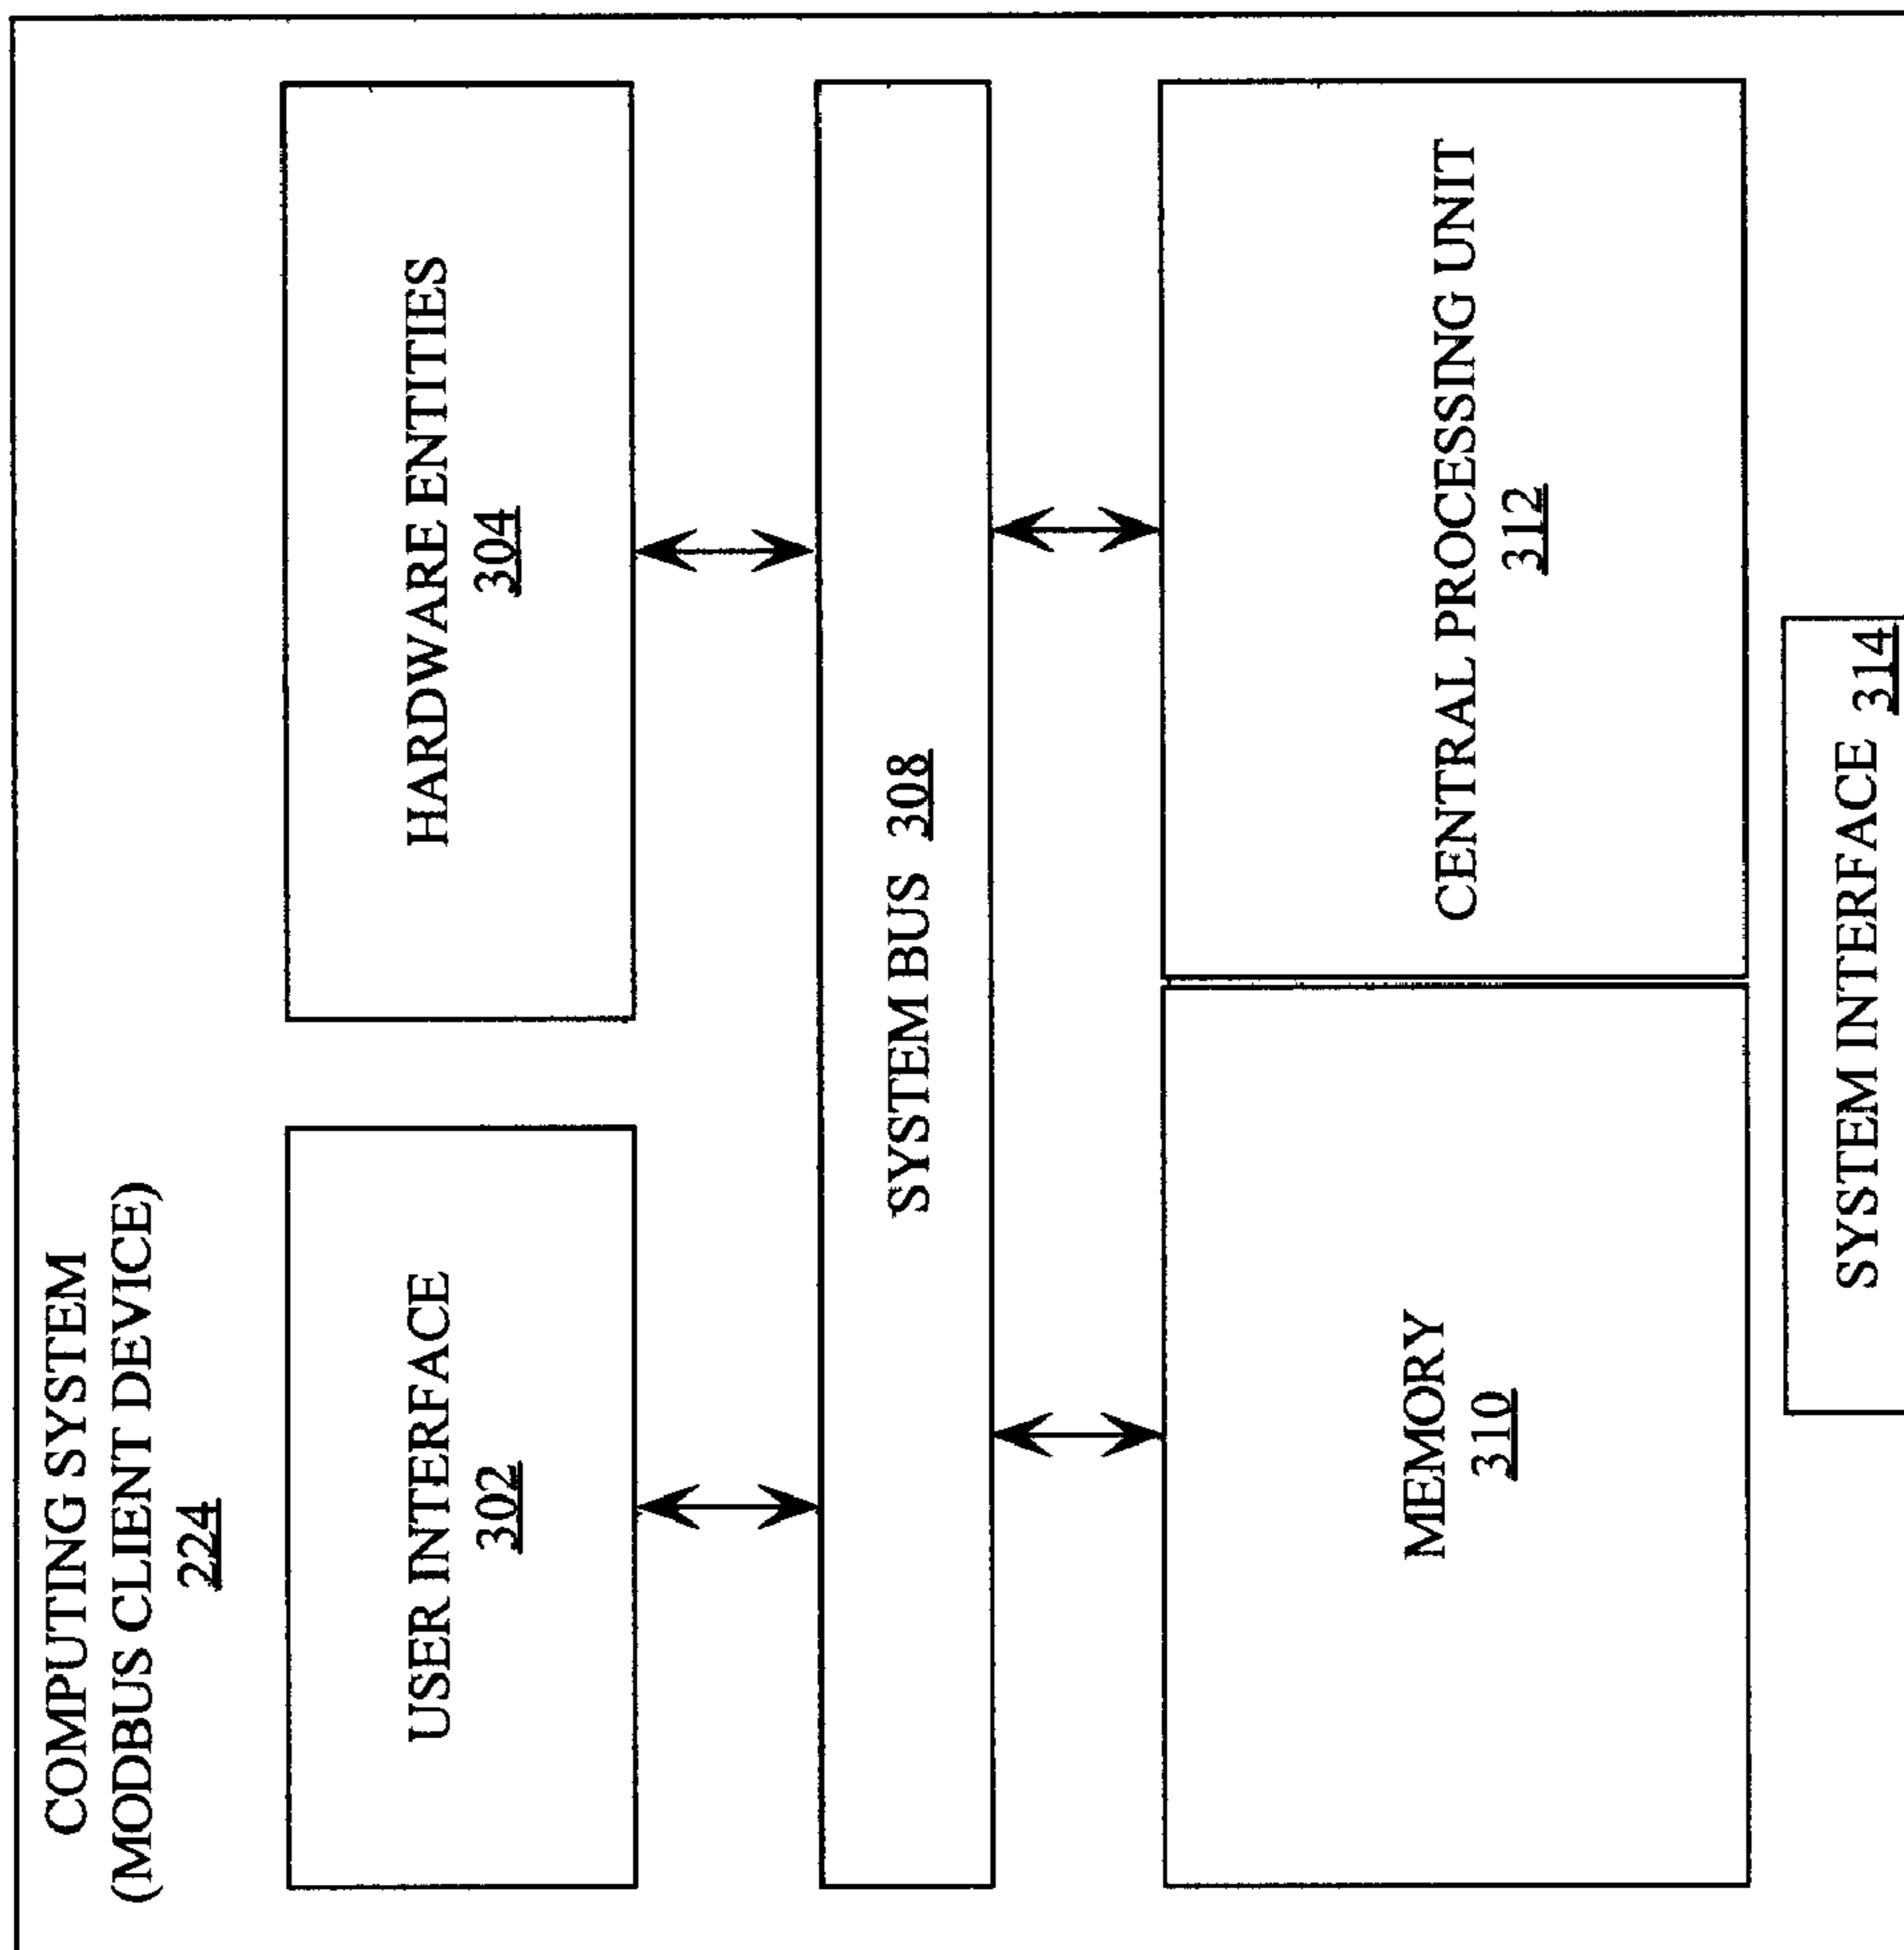 COMPUTING SYSTEM
(MODBUS CLIENT DEVICE)
224
USER INTERFACE
302
HARDWARE ENTITIES
304
SYSTEM BUS 308
MEMORY
310
CENTRAL PROCESSING UNIT
312
SYSTEM INTERFACE 314